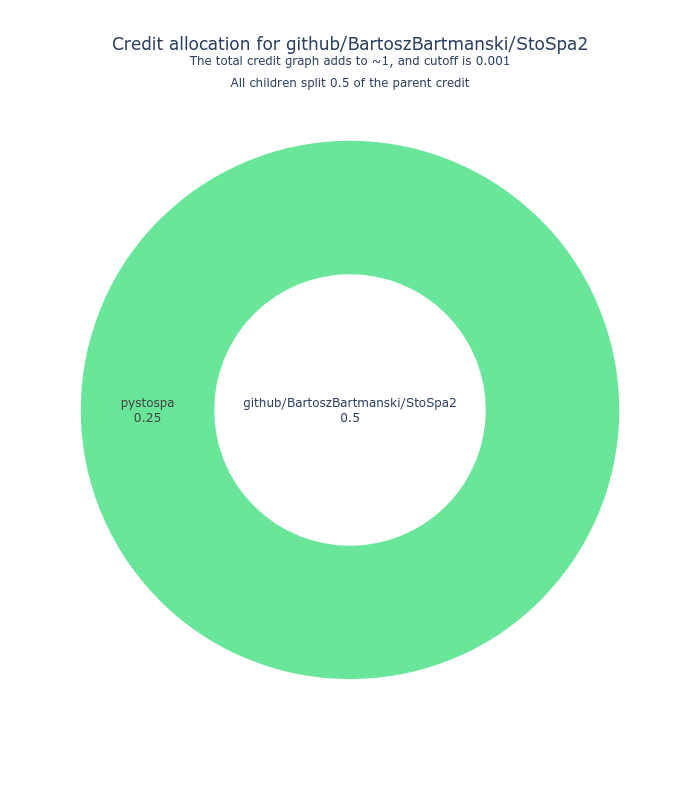 Credit allocation for github/BartoszBartmanski/StoSpa2
The total credit graph adds to ~1, and cutoff is 0.001
All children split 0.5 of the parent credit
pystospa
0.25
github/BartoszBartmanski/StoSpa2
0.5